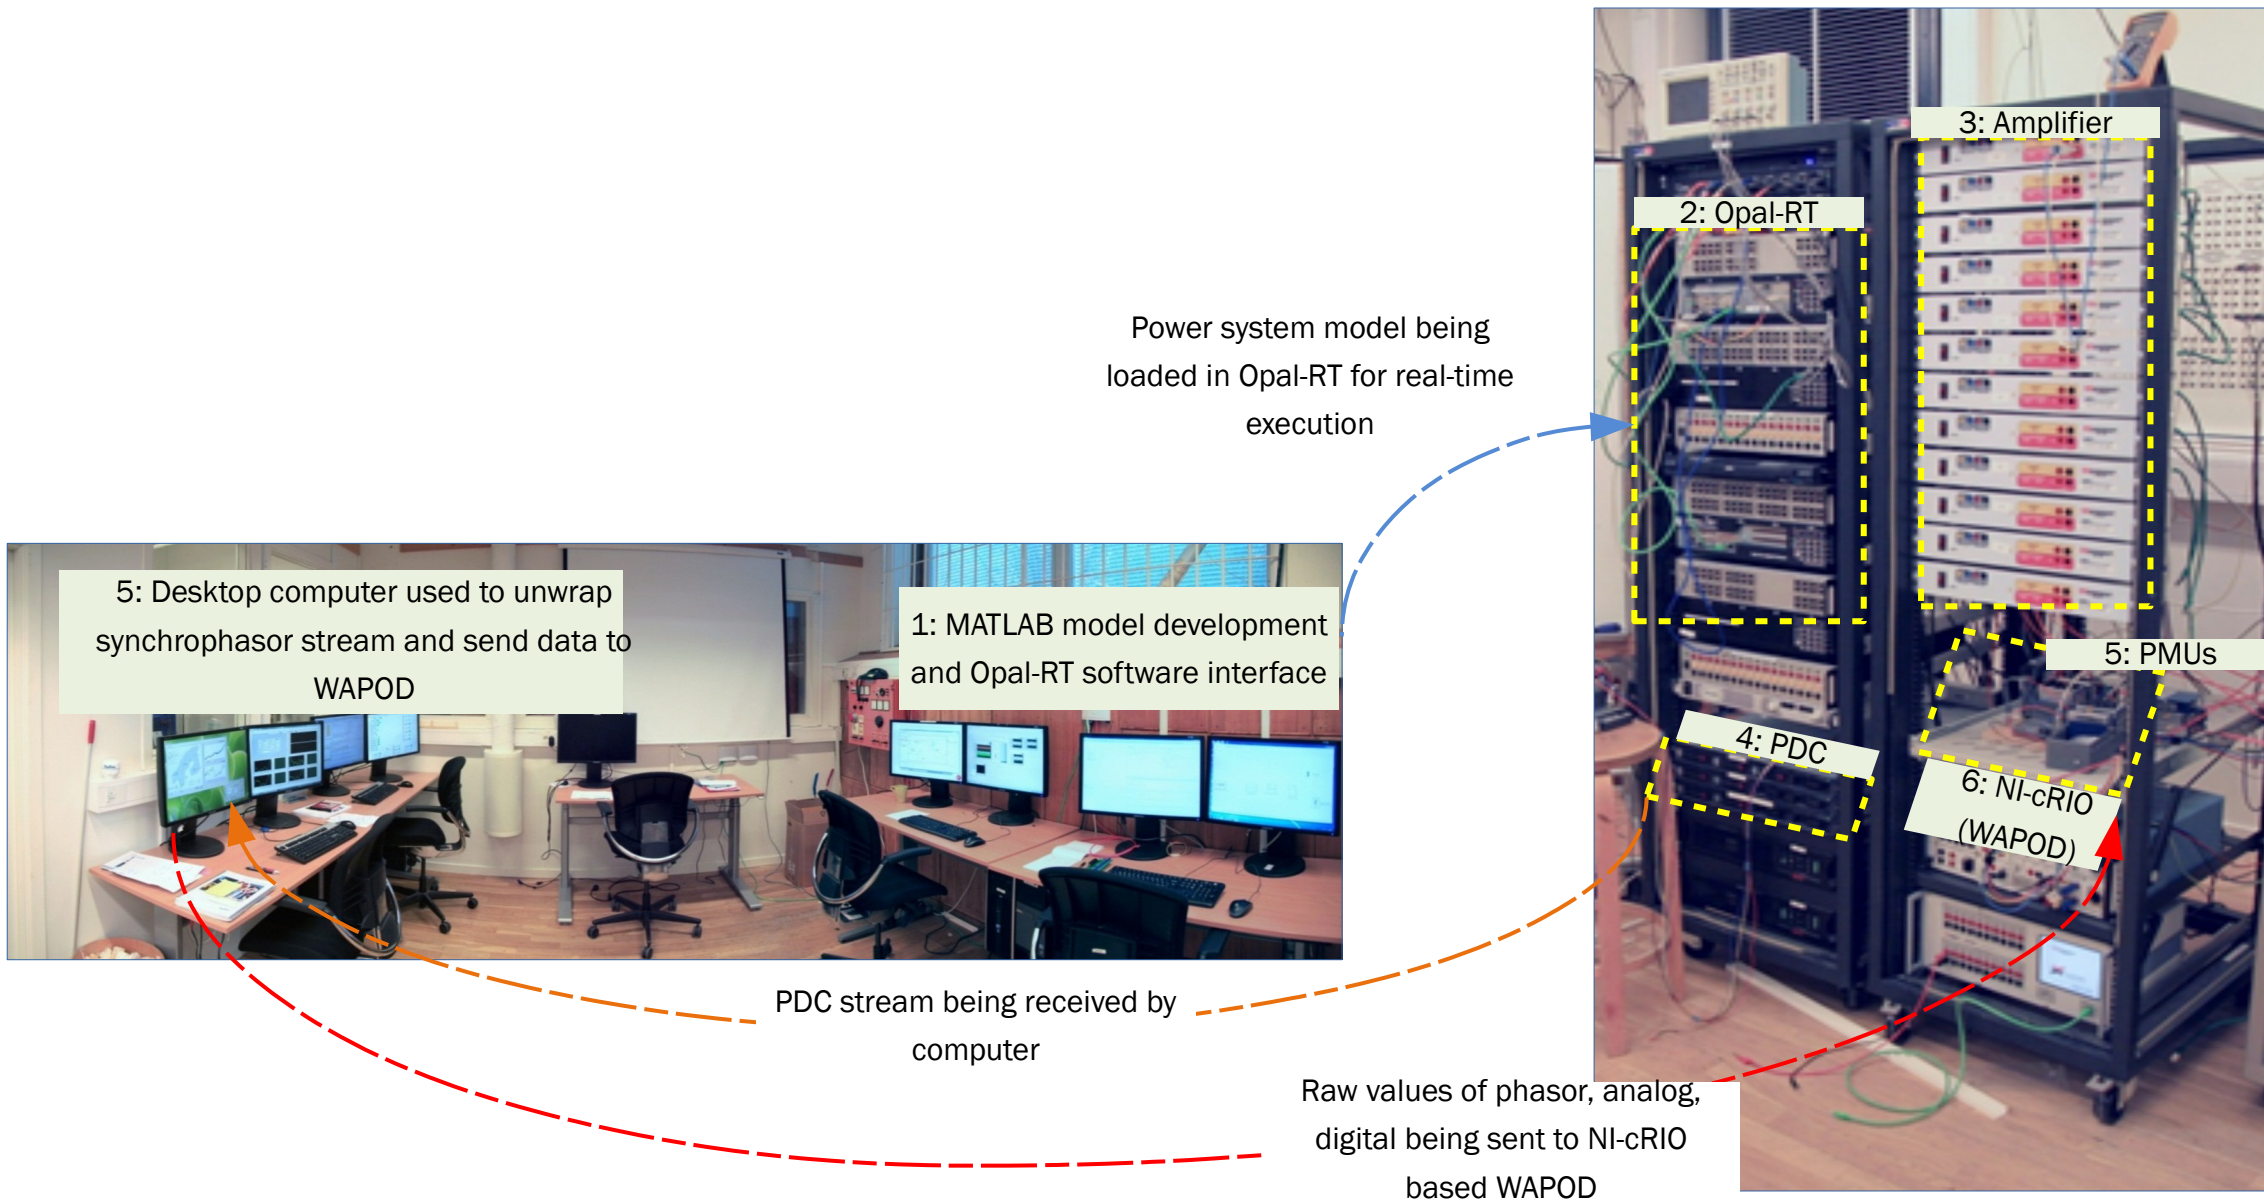 3: Amplifier
2: Opal-RT
Power system model being
loaded in Opal-RT for real-time
execution
5: Desktop computer used to unwrap
synchrophasor stream and send data to
WAPOD
1: MATLAB model development
and Opal-RT software interface
5: PMUs
4: PDC
6: NI-cRIO
(WAPOD)
PDC stream being received by
computer
Raw values of phasor, analog,
digital being sent to NI-cRIO
based WAPOD